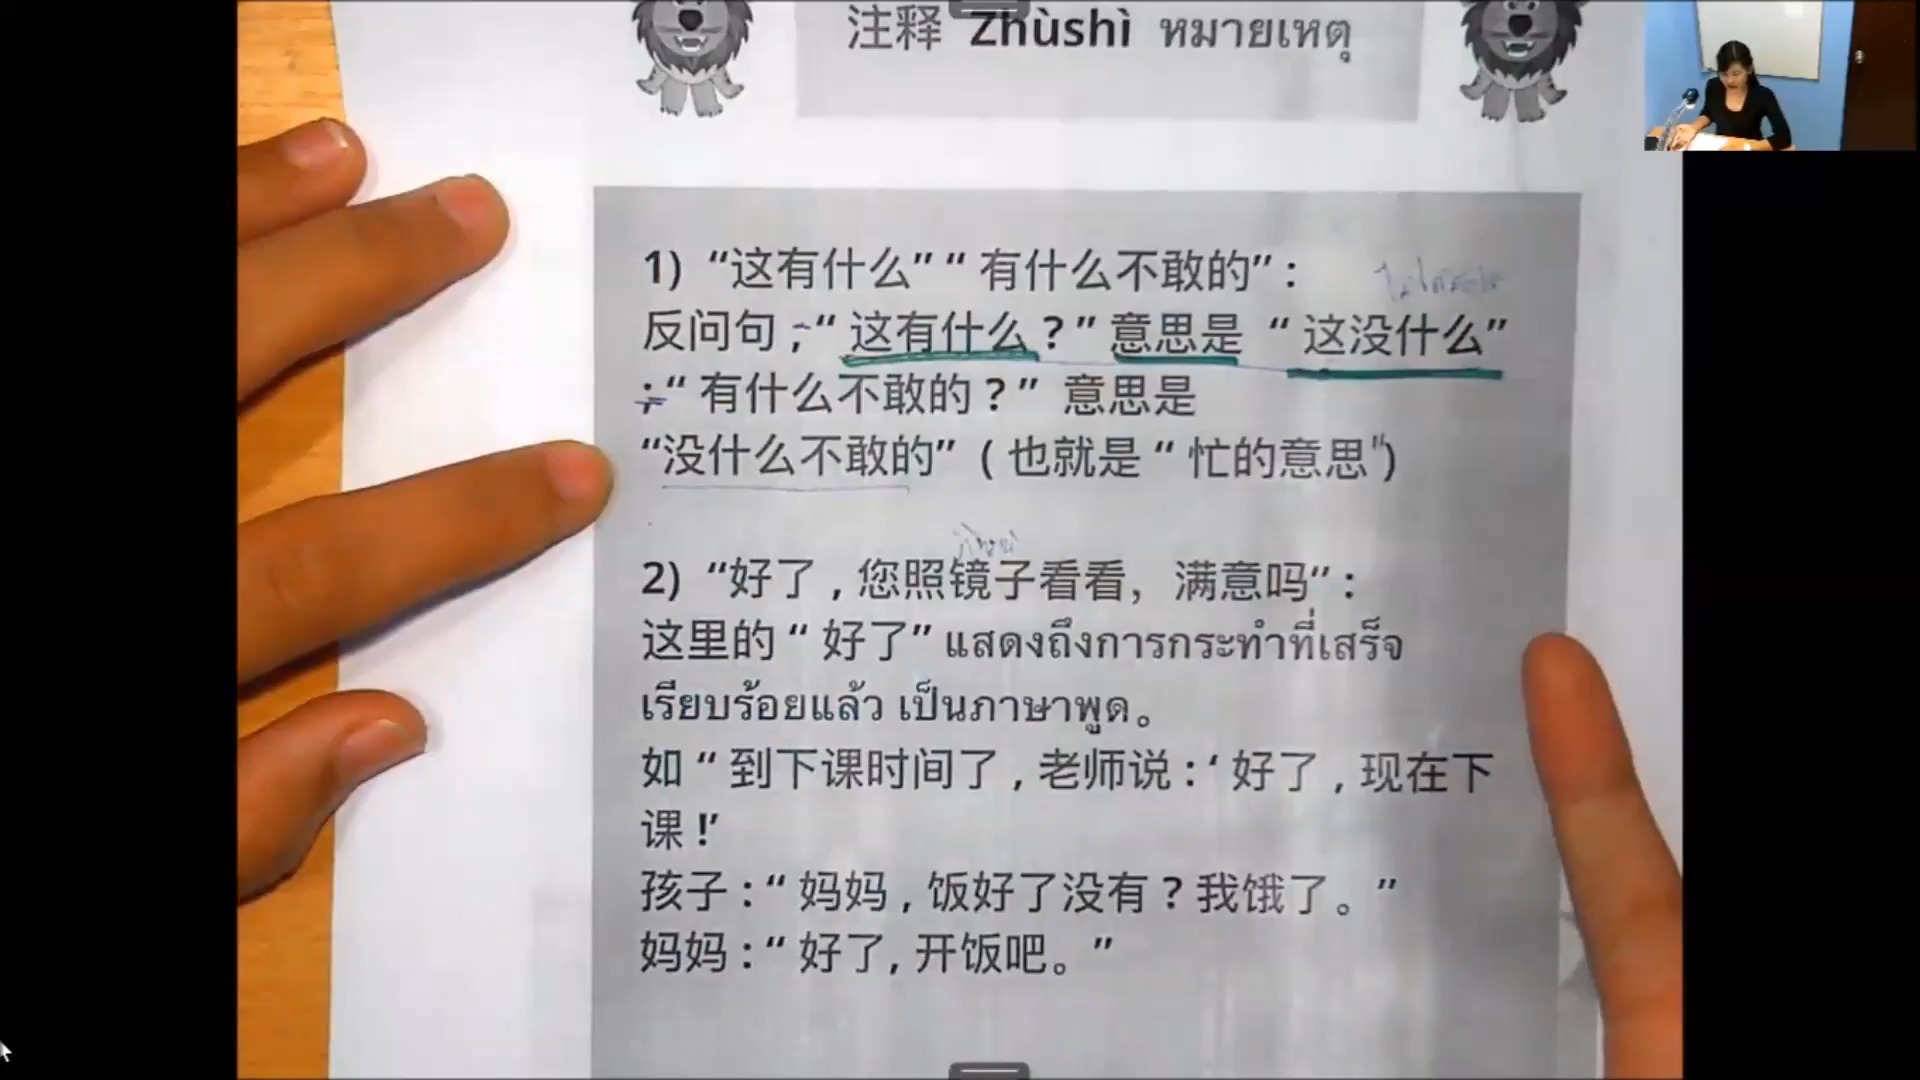 注释 Zhùshì หมายเหตุ
1) “这有什么” “ 有什么不敢的” :
反问句 ; “ 这有什么 ? ” 意思是 “ 这没什么”
; “ 有什么不敢的 ? ” 意思是
“没什么不敢的” ( 也就是 “ 忙的意思")
2) “好了 , 您照镜子看看，满意吗” :
这里的 “ 好了” แสดงถึงการกระทำที่เสร็จ
เรียบร้อยแล้ว เป็นภาษาพูด。
如 “ 到下课时间了 , 老师说 : ‘ 好了 , 现在下
课 !’
孩子 : “ 妈妈 , 饭好了没有 ? 我饿了。”
妈妈 : “ 好了, 开饭吧。”